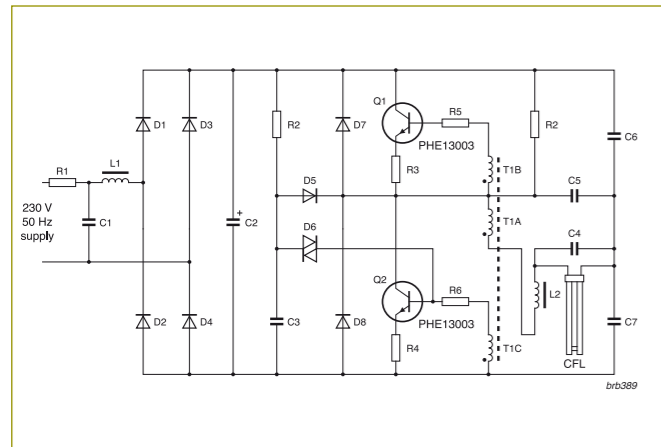 R1
L1
230 V
50 Hz
supply
C1
D1
D3
D2
D4
C2
+
R2
D5
D6
C3
D7
D8
Q1
PHE13003
R3
R5
Q2
PHE13003
R4
R6
T1B
T1A
T1C
R2
C5
C4
L2
CFL
C6
C7
brb389